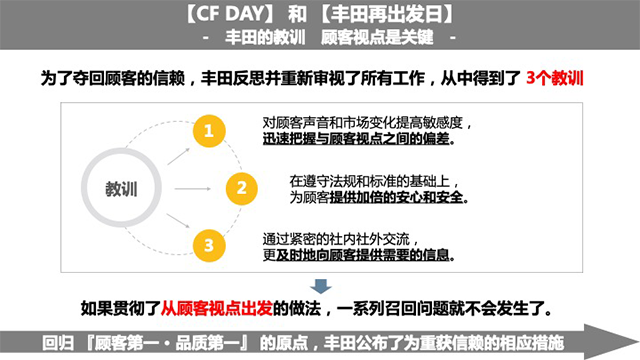 【CF DAY】 和 【丰田再出发日】
- 丰田的教训 顾客视点是关键 -
为了夺回顾客的信赖，丰田反思并重新审视了所有工作，从中得到了 3个教训
教训
1
对顾客声音和市场变化提高敏感度，
迅速把握与顾客视点之间的偏差。
2
在遵守法规和标准的基础上，
为顾客提供加倍的安心和安全。
3
通过紧密的社内社外交流，
更及时地向顾客提供需要的信息。
如果贯彻了从顾客视点出发的做法，一系列召回问题就不会发生了。
回归 『顾客第一・品质第一』 的原点，丰田公布了为重获信赖的相应措施